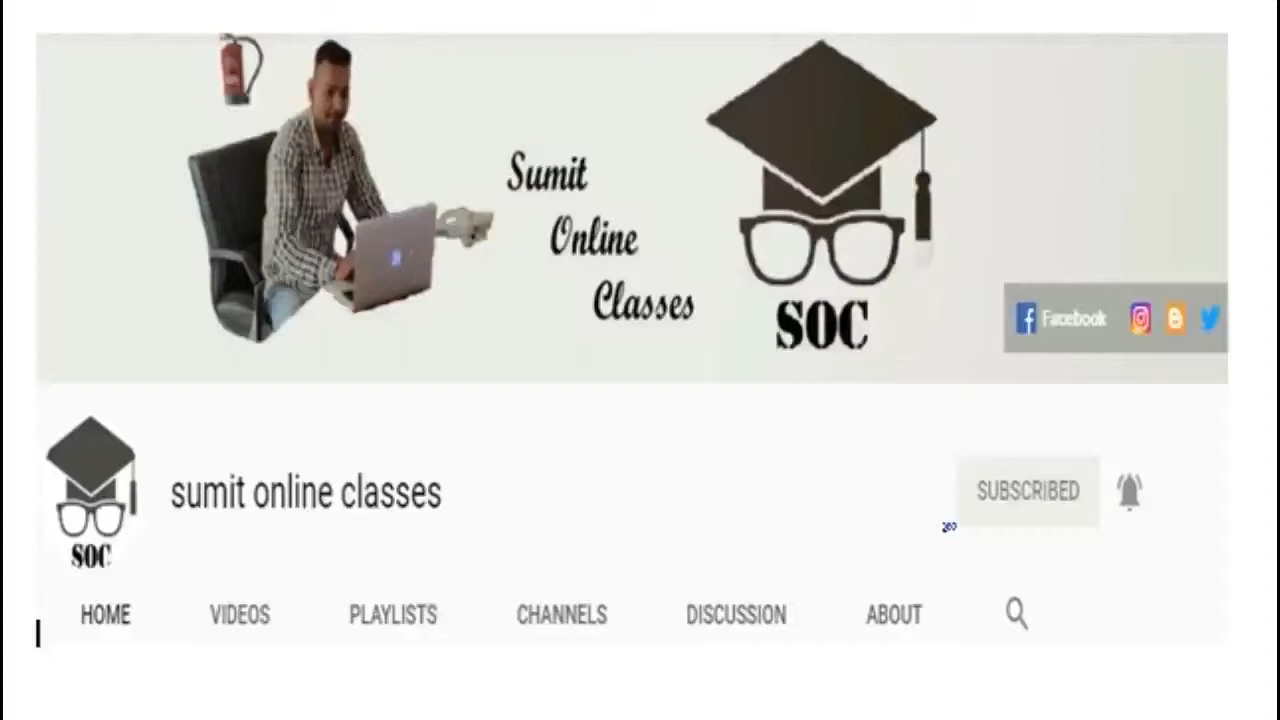 Sumit
Online
Classes
SOC
Facebook
SOC
sumit online classes
SUBSCRIBED
HOME VIDEOS PLAYLISTS CHANNELS DISCUSSION ABOUT